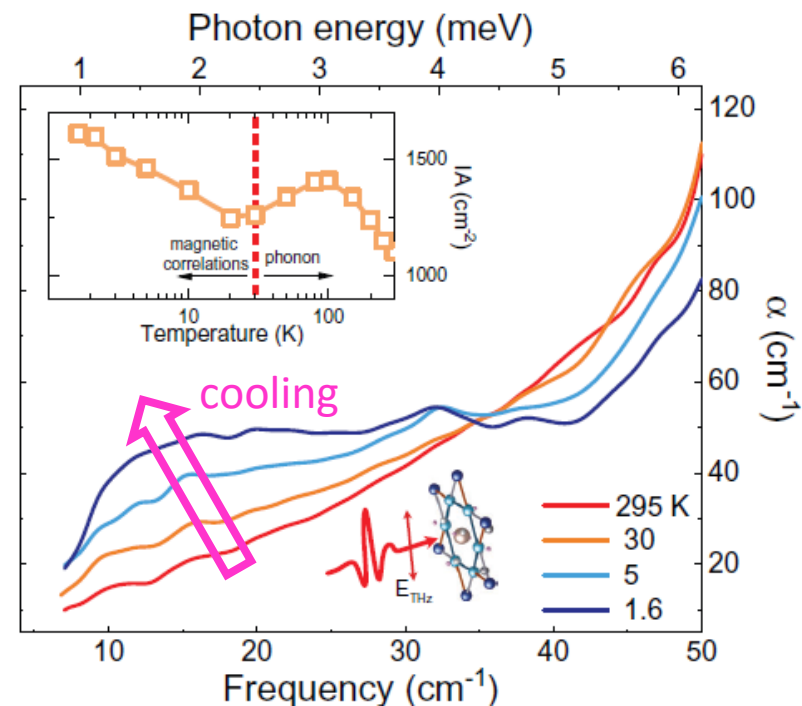 Photon energy (meV)
1 2 3 4 5 6
120
100
80
60
40
20
α (cm⁻¹)
1500
1000
IA (cm⁻²)
magnetic
correlations
phonon
10 100
Temperature (K)
cooling
E_THz
295 K
30
5
1.6
10 20 30 40 50
Frequency (cm⁻¹)